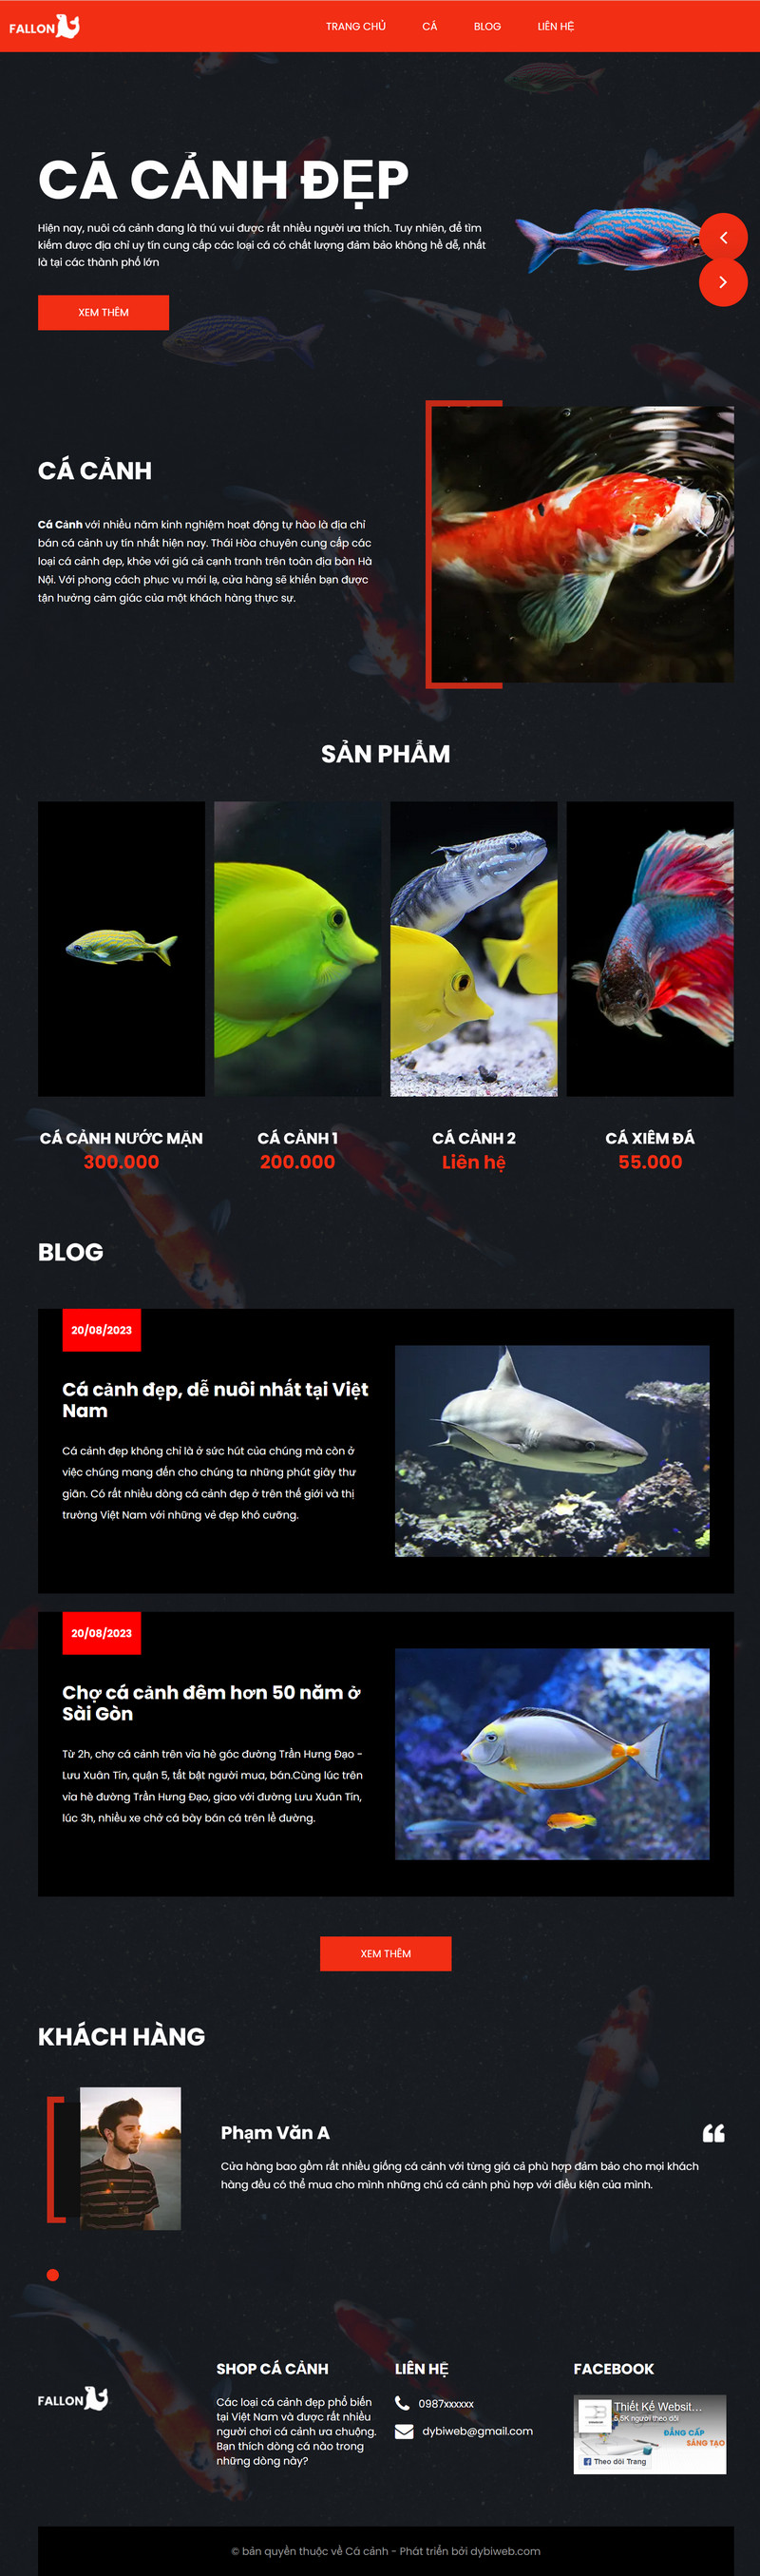 FALLON
TRANG CHỦ CÁ BLOG LIÊN HỆ
CÁ CẢNH ĐẸP
Hiện nay, nuôi cá cảnh đang là thú vui được rất nhiều người ưa thích. Tuy nhiên, để tìm
kiếm được địa chỉ uy tín cung cấp các loại cá có chất lượng đảm bảo không hề dễ, nhất
là tại các thành phố lớn
XEM THÊM
CÁ CẢNH
Cá Cảnh với nhiều năm kinh nghiệm hoạt động tự hào là địa chỉ
bán cá cảnh uy tín nhất hiện nay. Thái Hòa chuyên cung cấp các
loại cá cảnh đẹp, khỏe với giá cả cạnh tranh trên toàn địa bàn Hà
Nội. Với phong cách phục vụ mới lạ, cửa hàng sẽ khiến bạn được
tận hưởng cảm giác của một khách hàng thực sự.
SẢN PHẨM
CÁ CẢNH NƯỚC MẶN
300.000
CÁ CẢNH 1
200.000
CÁ CẢNH 2
Liên hệ
CÁ XIÊM ĐÁ
55.000
BLOG
20/08/2023
Cá cảnh đẹp, dễ nuôi nhất tại Việt
Nam
Cá cảnh đẹp không chỉ là ở sức hút của chúng mà còn ở
việc chúng mang đến cho chúng ta những phút giây thư
giãn. Có rất nhiều dòng cá cảnh đẹp ở trên thế giới và thị
trường Việt Nam với những vẻ đẹp khó cưỡng.
20/08/2023
Chợ cá cảnh đêm hơn 50 năm ở
Sài Gòn
Từ 2h, chợ cá cảnh trên vỉa hè góc đường Trần Hưng Đạo -
Lưu Xuân Tín, quận 5, tất bật người mua, bán.Cùng lúc trên
vỉa hè đường Trần Hưng Đạo, giao với đường Lưu Xuân Tín,
lúc 3h, nhiều xe chở cá bày bán cá trên lề đường.
XEM THÊM
KHÁCH HÀNG
Phạm Văn A
Cửa hàng bao gồm rất nhiều giống cá cảnh với từng giá cả phù hợp đảm bảo cho mọi khách
hàng đều có thể mua cho mình những chú cá cảnh phù hợp với điều kiện của mình.
FALLON
SHOP CÁ CẢNH
Các loại cá cảnh đẹp phổ biến
tại Việt Nam và được rất nhiều
người chơi cá cảnh ưa chuộng.
Bạn thích dòng cá nào trong
những dòng này?
LIÊN HỆ
0987xxxxxx
dybiweb@gmail.com
FACEBOOK
Thiết Kế Websit...
5,5K người theo dõi
ĐẲNG CẤP
SÁNG TẠO
Theo dõi Trang
© bản quyền thuộc về Cá cảnh - Phát triển bởi dybiweb.com